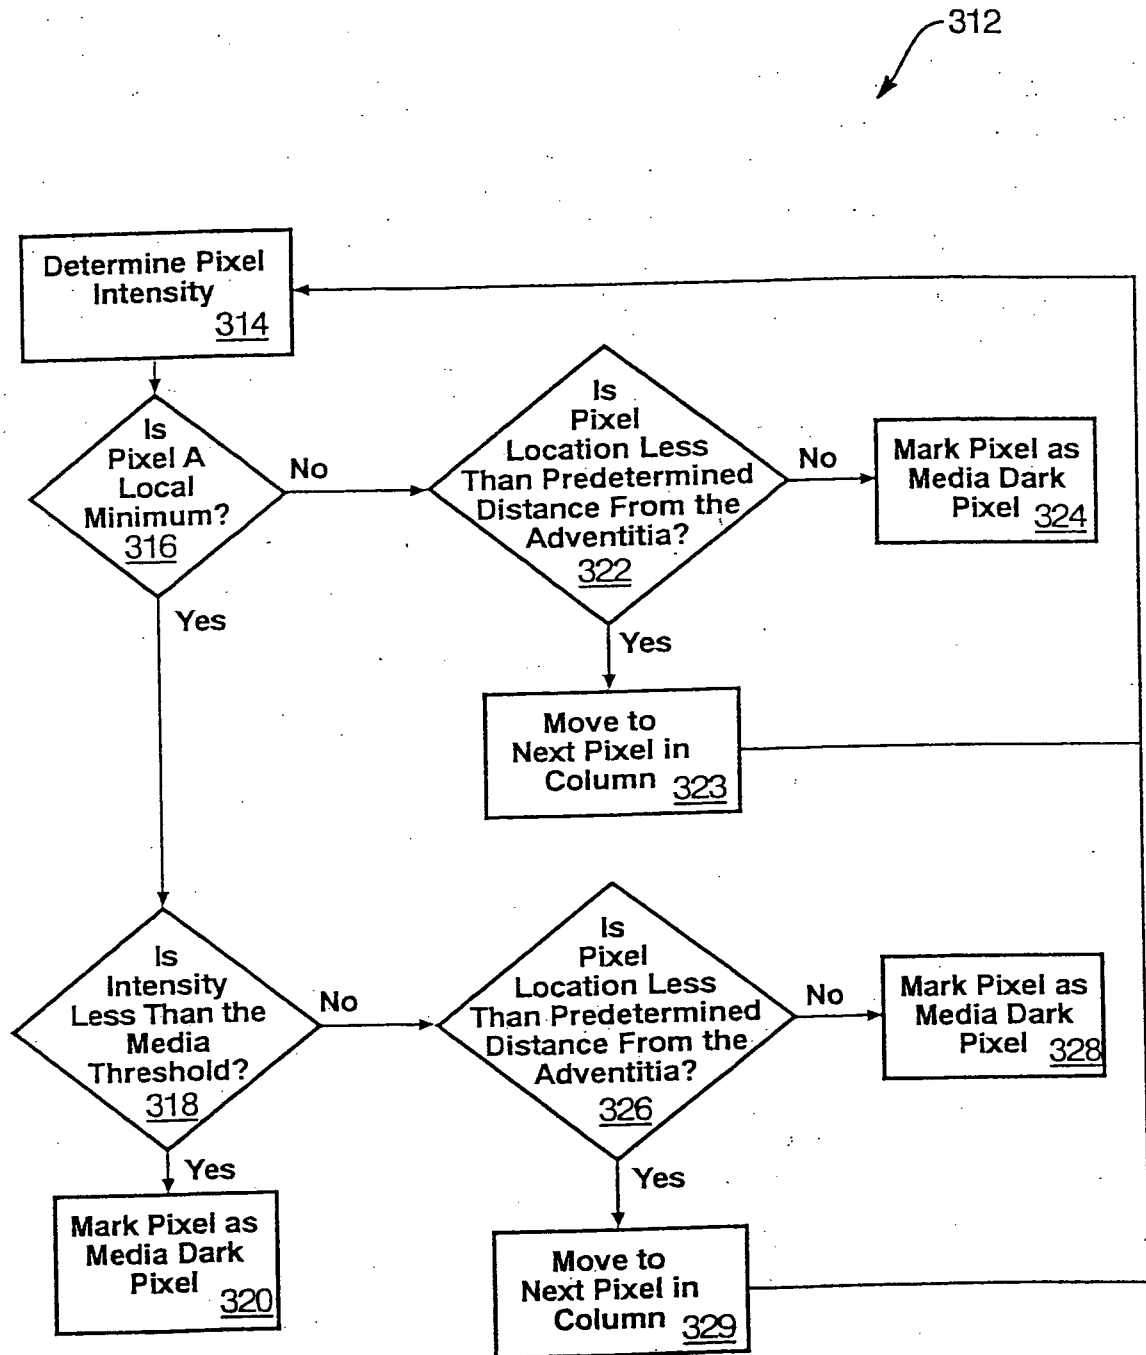 312
Determine Pixel
Intensity
314
Is
Pixel A
Local
Minimum?
316
No
Is
Pixel
Location Less
Than Predetermined
Distance From the
Adventitia?
322
No
Mark Pixel as
Media Dark
Pixel 324
Yes
Yes
Move to
Next Pixel in
Column 323
Is
Intensity
Less Than the
Media
Threshold?
318
No
Is
Pixel
Location Less
Than Predetermined
Distance From the
Adventitia?
326
No
Mark Pixel as
Media Dark
Pixel 328
Yes
Mark Pixel as
Media Dark
Pixel 320
Yes
Move to
Next Pixel in
Column 329